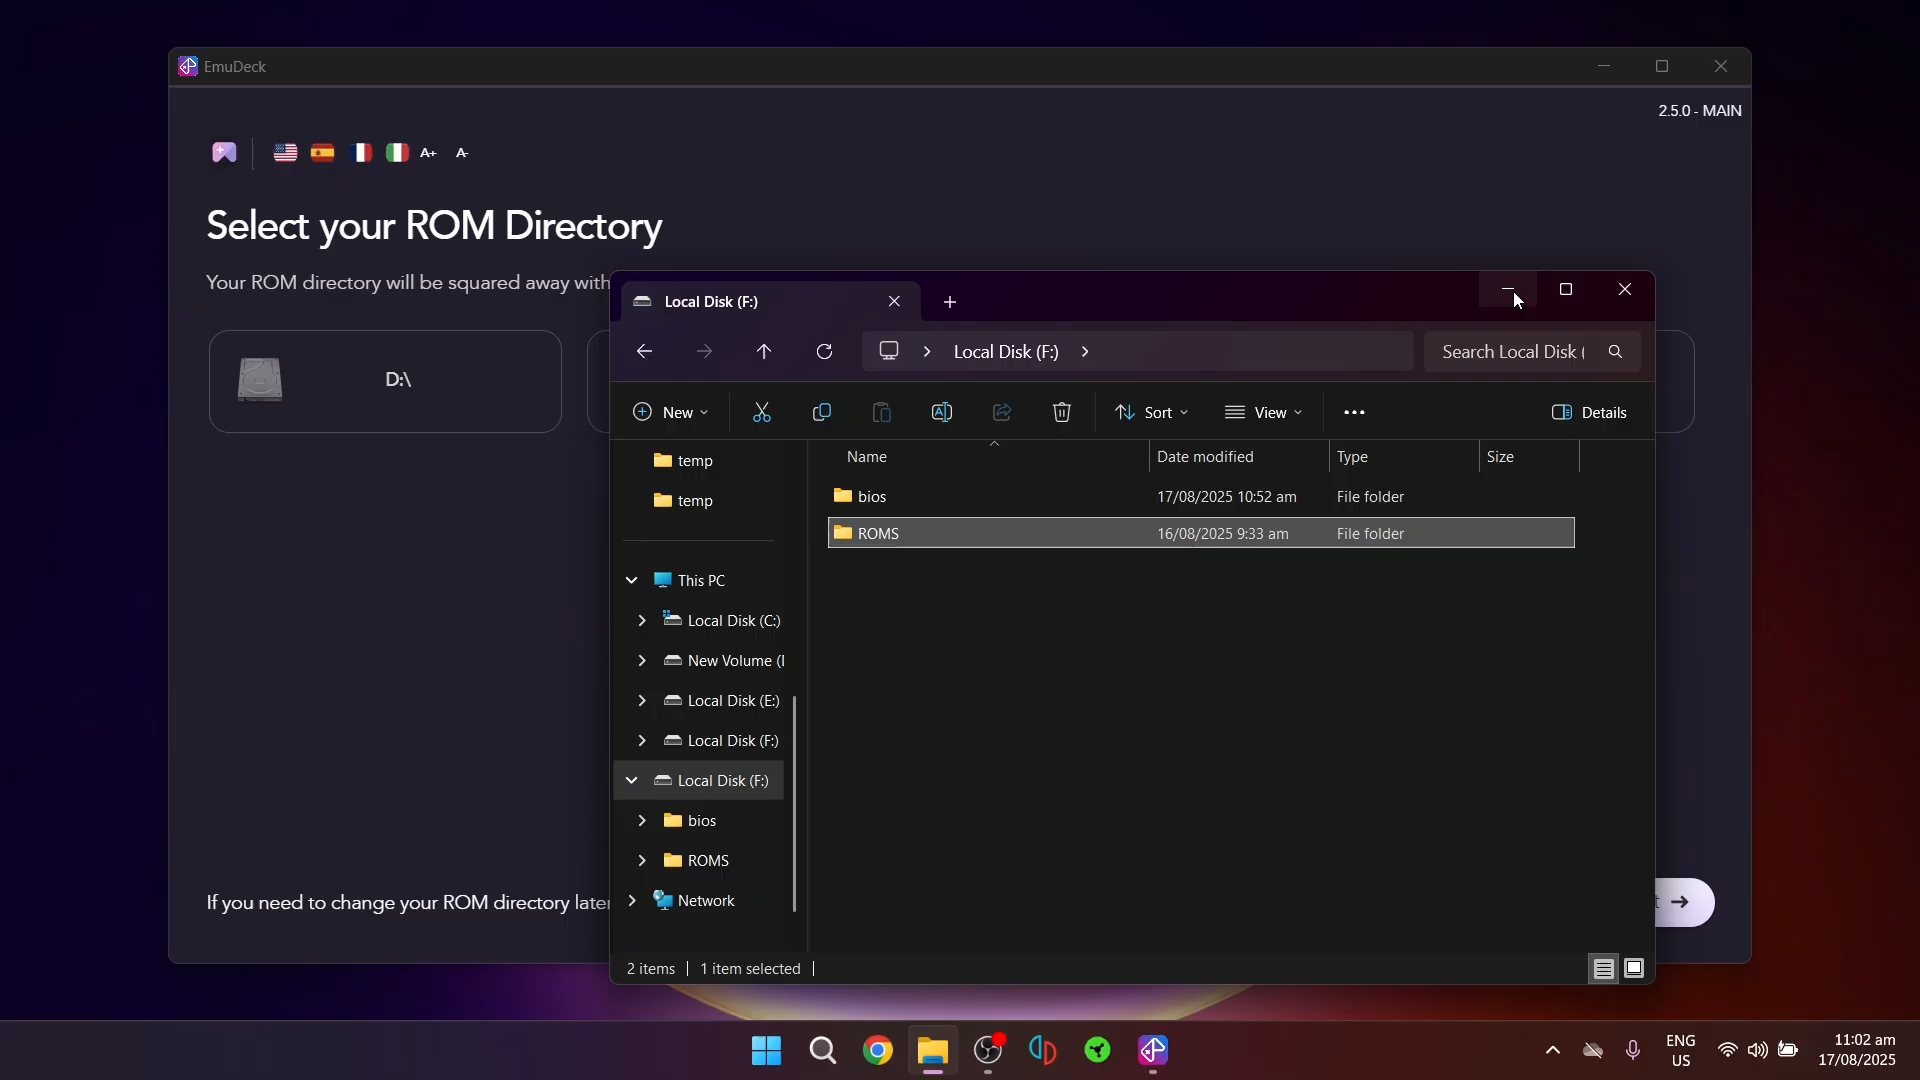 EmuDeck
2.5.0 - MAIN
A+ A-
Select your ROM Directory
Your ROM directory will be squared away with
D:\
Local Disk (F:)
Local Disk (F:)
Search Local Disk (
New
Sort
View
Details
Name Date modified Type Size
bios 17/08/2025 10:52 am File folder
ROMS 16/08/2025 9:33 am File folder
temp
temp
This PC
Local Disk (C:)
New Volume (
Local Disk (E:)
Local Disk (F:)
Local Disk (F:)
bios
ROMS
Network
If you need to change your ROM directory later
2 items 1 item selected
ENG
US
11:02 am
17/08/2025